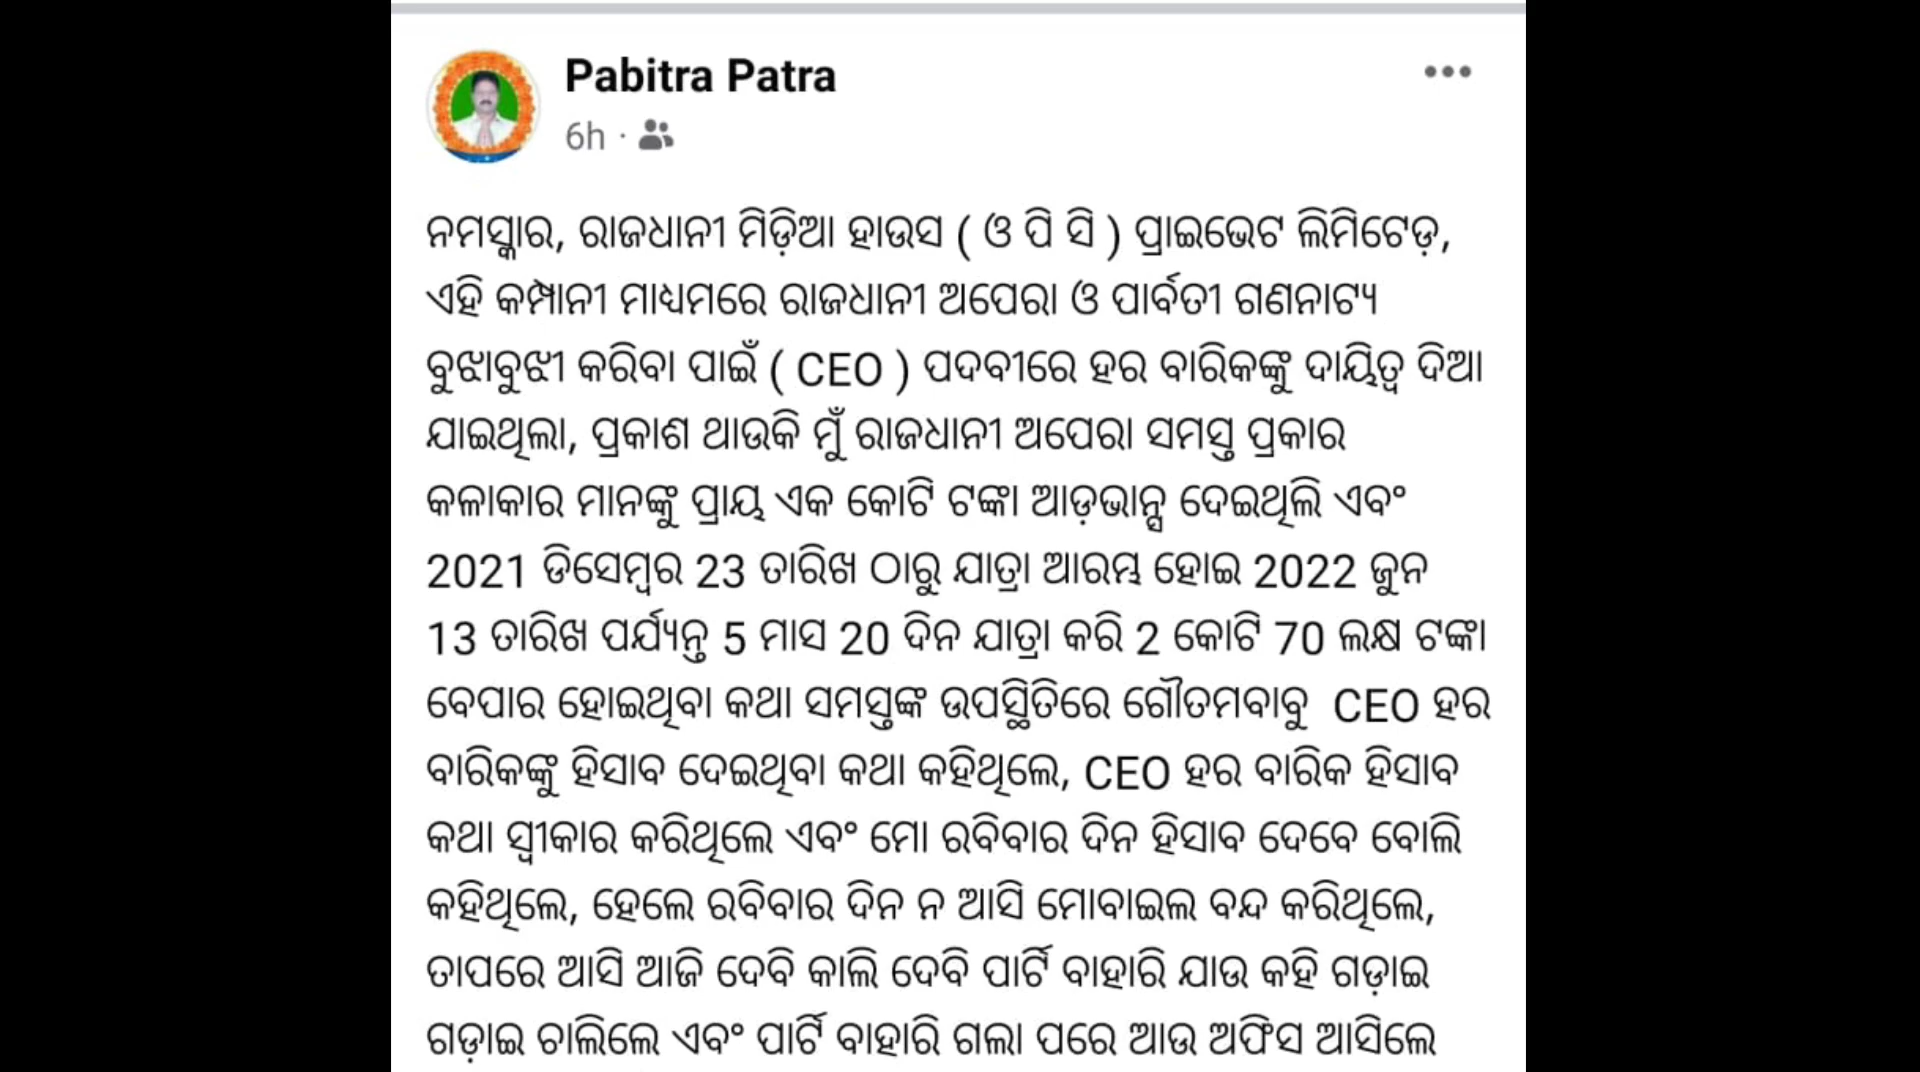 Pabitra Patra
6h ·
ନମସ୍କାର, ରାଜଧାନୀ ମିଡ଼ିଆ ହାଉସ ( ଓ ପି ସି ) ପ୍ରାଇଭେଟ ଲିମିଟେଡ଼,
ଏହି କମ୍ପାନୀ ମାଧ୍ୟମରେ ରାଜଧାନୀ ଅପେରା ଓ ପାର୍ବତୀ ଗଣନାଟ୍ୟ
ବୁଝାବୁଝୀ କରିବା ପାଇଁ ( CEO ) ପଦବୀରେ ହର ବାରିକଙ୍କୁ ଦାୟିତ୍ୱ ଦିଆ
ଯାଇଥିଲା, ପ୍ରକାଶ ଥାଉକି ମୁଁ ରାଜଧାନୀ ଅପେରା ସମସ୍ତ ପ୍ରକାର
କଳାକାର ମାନଙ୍କୁ ପ୍ରାୟ ଏକ କୋଟି ଟଙ୍କା ଆଡ଼ଭାନ୍ସ ଦେଇଥିଲି ଏବଂ
2021 ଡିସେମ୍ବର 23 ତାରିଖ ଠାରୁ ଯାତ୍ରା ଆରମ୍ଭ ହୋଇ 2022 ଜୁନ
13 ତାରିଖ ପର୍ଯ୍ୟନ୍ତ 5 ମାସ 20 ଦିନ ଯାତ୍ରା କରି 2 କୋଟି 70 ଲକ୍ଷ ଟଙ୍କା
ବେପାର ହୋଇଥିବା କଥା ସମସ୍ତଙ୍କ ଉପସ୍ଥିତିରେ ଗୌତମବାବୁ CEO ହର
ବାରିକଙ୍କୁ ହିସାବ ଦେଇଥିବା କଥା କହିଥିଲେ, CEO ହର ବାରିକ ହିସାବ
କଥା ସ୍ୱୀକାର କରିଥିଲେ ଏବଂ ମୋ ରବିବାର ଦିନ ହିସାବ ଦେବେ ବୋଲି
କହିଥିଲେ, ହେଲେ ରବିବାର ଦିନ ନ ଆସି ମୋବାଇଲ ବନ୍ଦ କରିଥିଲେ,
ତାପରେ ଆସି ଆଜି ଦେବି କାଲି ଦେବି ପାର୍ଟି ବାହାରି ଯାଉ କହି ଗଡ଼ାଇ
ଗଡ଼ାଇ ଚାଲିଲେ ଏବଂ ପାର୍ଟି ବାହାରି ଗଲା ପରେ ଆଉ ଅଫିସ ଆସିଲେ